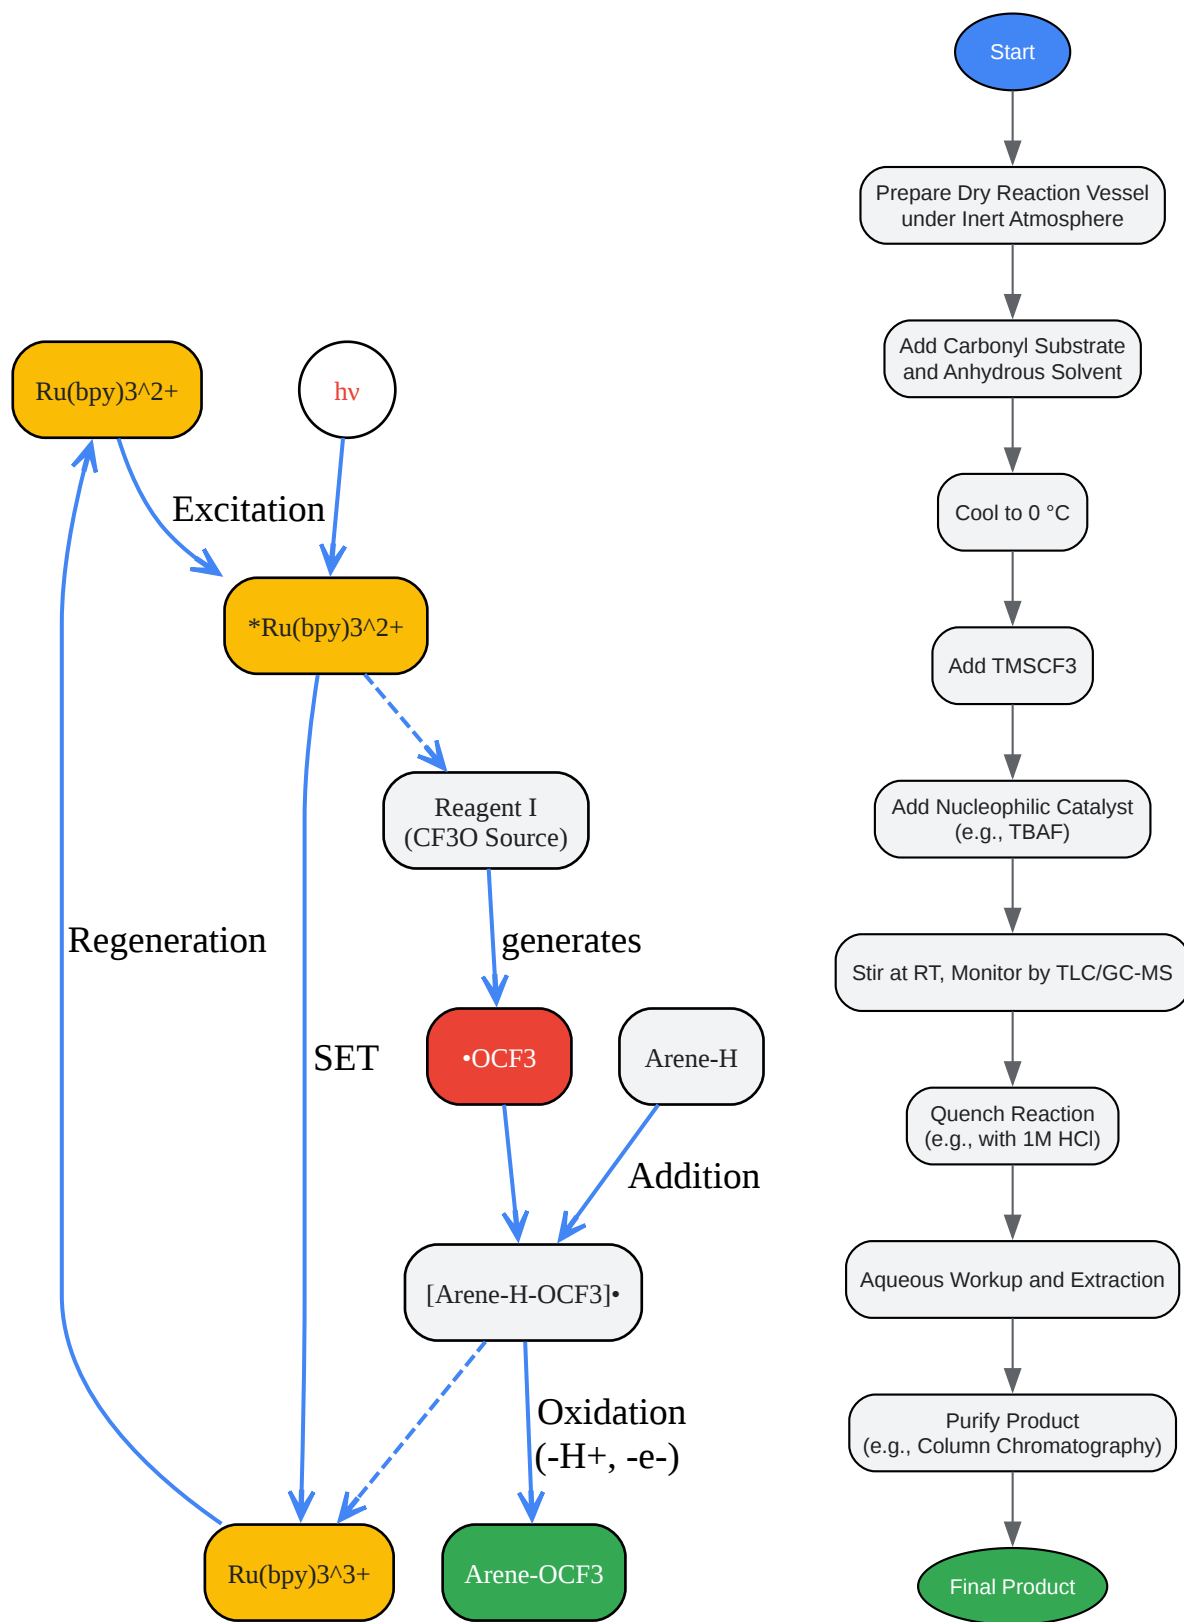 Ru(bpy)3^2+
hν
Excitation
*Ru(bpy)3^2+
Reagent I
(CF3O Source)
Regeneration
generates
SET
•OCF3
Arene-H
Addition
[Arene-H-OCF3]•
Oxidation
(-H+, -e-)
Ru(bpy)3^3+
Arene-OCF3
Start
Prepare Dry Reaction Vessel
under Inert Atmosphere
Add Carbonyl Substrate
and Anhydrous Solvent
Cool to 0 °C
Add TMSCF3
Add Nucleophilic Catalyst
(e.g., TBAF)
Stir at RT, Monitor by TLC/GC-MS
Quench Reaction
(e.g., with 1M HCl)
Aqueous Workup and Extraction
Purify Product
(e.g., Column Chromatography)
Final Product